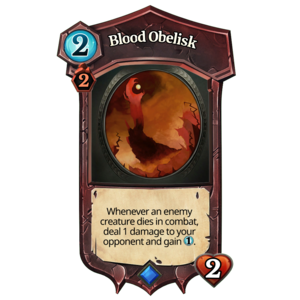 2
Blood Obelisk
2
Whenever an enemy
creature dies in combat,
deal 1 damage to your
opponent and gain 1.
2